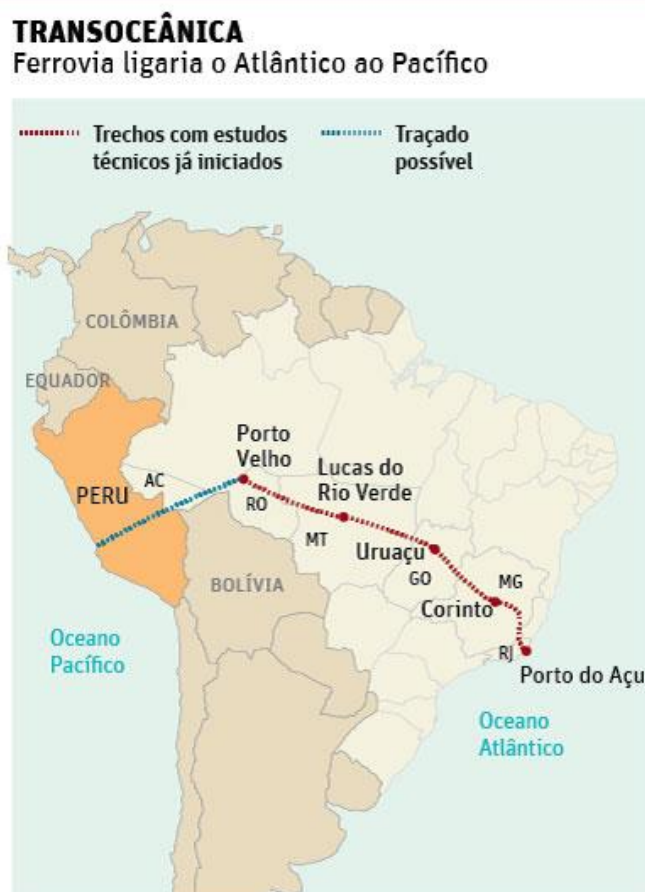 TRANSOCEÂNICA
Ferrovia ligaria o Atlântico ao Pacífico
Trechos com estudos
técnicos já iniciados
Traçado
possível
COLÔMBIA
EQUADOR
PERU
AC
Porto
Velho
RO
Lucas do
Rio Verde
MT
Uruaçu
GO
MG
Corinto
BOLÍVIA
RJ
Porto do Açu
Oceano
Pacífico
Oceano
Atlântico